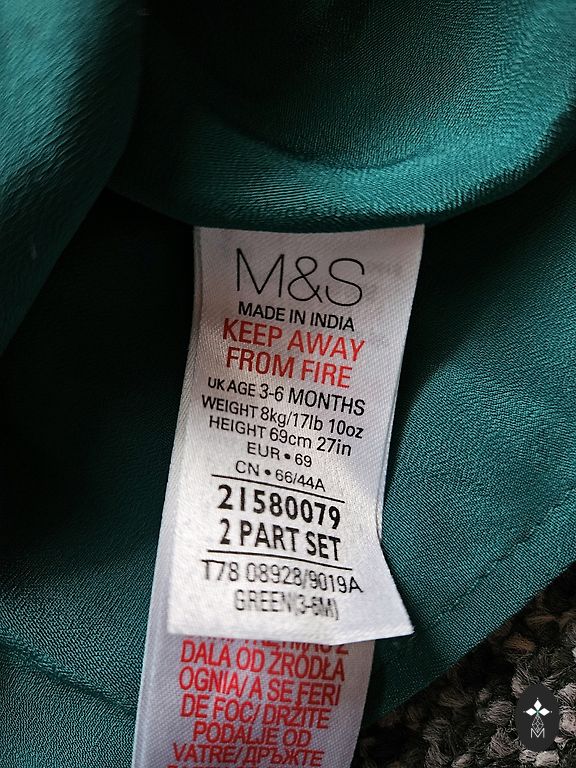 M&S
MADE IN INDIA
KEEP AWAY
FROM FIRE
UK AGE 3-6 MONTHS
WEIGHT 8kg/17lb 10oz
HEIGHT 69cm 27in
EUR • 69
CN • 66/44A
21580079
2 PART SET
T78 08928/9019A
GREEN(3-6M)
DALA OD ŹRÓDŁA
OGNIA/ A SE FERI
DE FOC/ DRŽITE
PODALJE OD
VATRE/ ДРЪЖТЕ
M